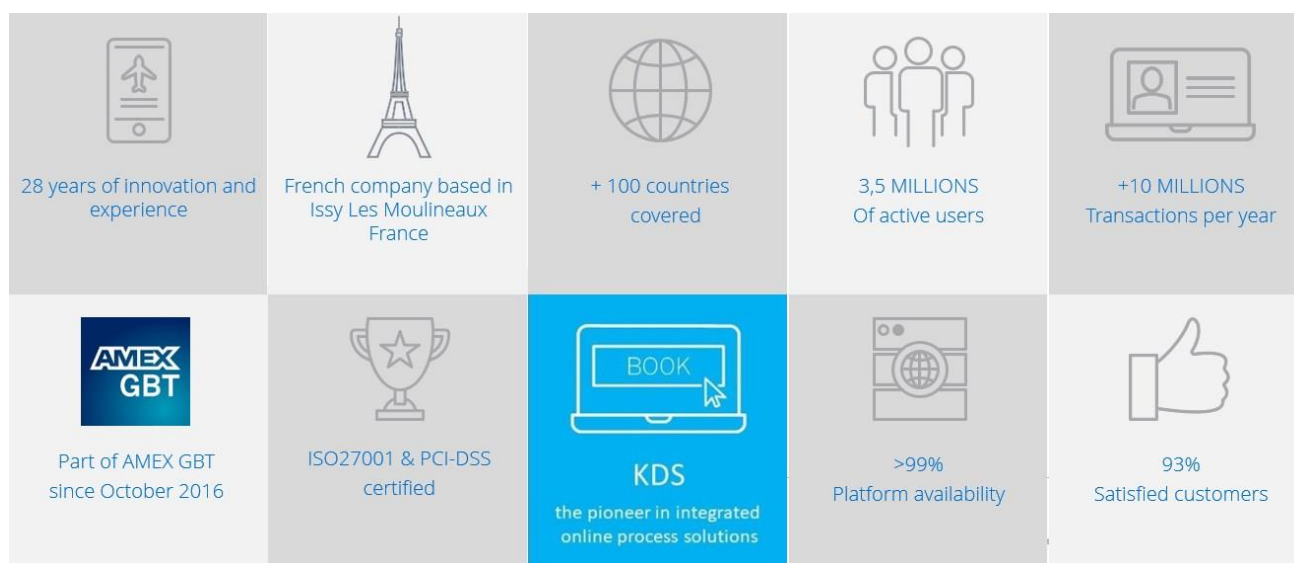 28 years of innovation and
experience
French company based in
Issy Les Moulineaux
France
+ 100 countries
covered
3,5 MILLIONS
Of active users
+10 MILLIONS
Transactions per year
AMEX
GBT
Part of AMEX GBT
since October 2016
ISO27001 & PCI-DSS
certified
BOOK
KDS
the pioneer in integrated
online process solutions
>99%
Platform availability
93%
Satisfied customers